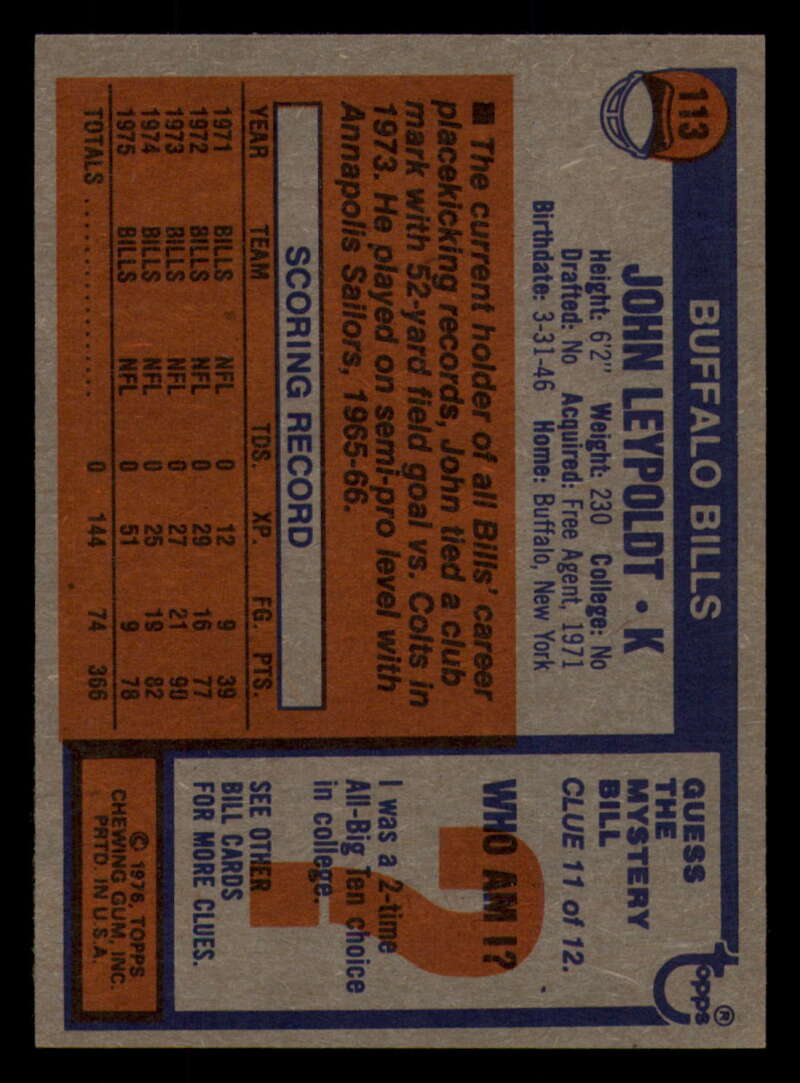 113
BUFFALO BILLS
JOHN LEYPOLDT • K
Height: 6'2" Weight: 230 College: No
Drafted: No Acquired: Free Agent, 1971
Birthdate: 3-31-46 Home: Buffalo, New York
■ The current holder of all Bills' career
placekicking records, John tied a club
mark with 52-yard field goal vs. Colts in
1973. He played on semi-pro level with
Annapolis Sailors, 1965-66.
SCORING RECORD
YEAR TEAM TDS. XP. FG. PTS.
1971 BILLS NFL 0 12 9 39
1972 BILLS NFL 0 29 16 77
1973 BILLS NFL 0 27 21 90
1974 BILLS NFL 0 25 19 82
1975 BILLS NFL 0 51 9 78
TOTALS .................... 0 144 74 366
topps®
GUESS
THE
MYSTERY
BILL
CLUE 11 of 12.
?
WHO AM I?
I was a 2-time
All-Big Ten choice
in college.
SEE OTHER
BILL CARDS
FOR MORE CLUES.
© 1976, TOPPS
CHEWING GUM, INC.
PRTD. IN U.S.A.